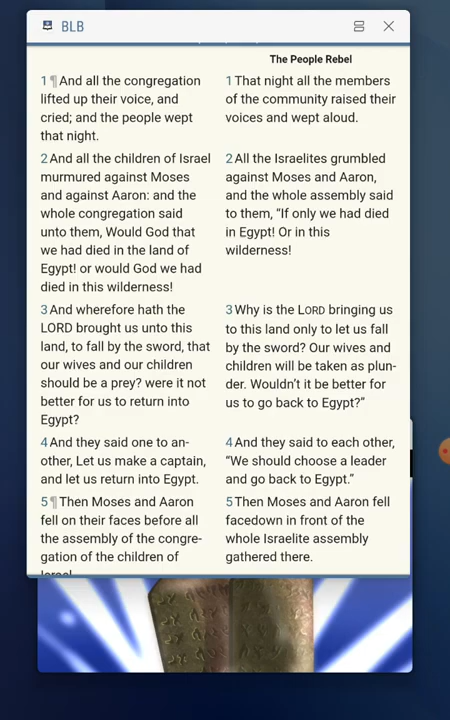 BLB
The People Rebel
1 ¶ And all the congregation
lifted up their voice, and
cried; and the people wept
that night.
2 And all the children of Israel
murmured against Moses
and against Aaron: and the
whole congregation said
unto them, Would God that
we had died in the land of
Egypt! or would God we had
died in this wilderness!
3 And wherefore hath the
LORD brought us unto this
land, to fall by the sword, that
our wives and our children
should be a prey? were it not
better for us to return into
Egypt?
4 And they said one to an-
other, Let us make a captain,
and let us return into Egypt.
5 ¶ Then Moses and Aaron
fell on their faces before all
the assembly of the congre-
gation of the children of
Israel.
1 That night all the members
of the community raised their
voices and wept aloud.
2 All the Israelites grumbled
against Moses and Aaron,
and the whole assembly said
to them, “If only we had died
in Egypt! Or in this
wilderness!
3 Why is the LORD bringing us
to this land only to let us fall
by the sword? Our wives and
children will be taken as plun-
der. Wouldn’t it be better for
us to go back to Egypt?”
4 And they said to each other,
“We should choose a leader
and go back to Egypt.”
5 Then Moses and Aaron fell
facedown in front of the
whole Israelite assembly
gathered there.